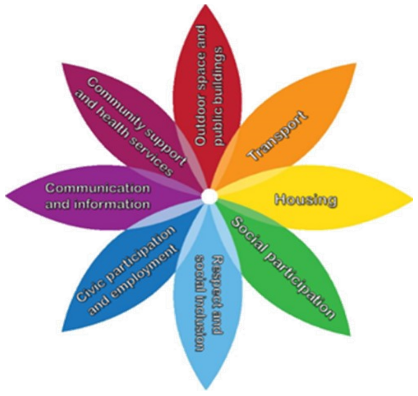 Outdoor space and
public buildings
Transport
Housing
Social participation
Respect and
social inclusion
Civic participation
and employment
Communication
and information
Community support
and health services